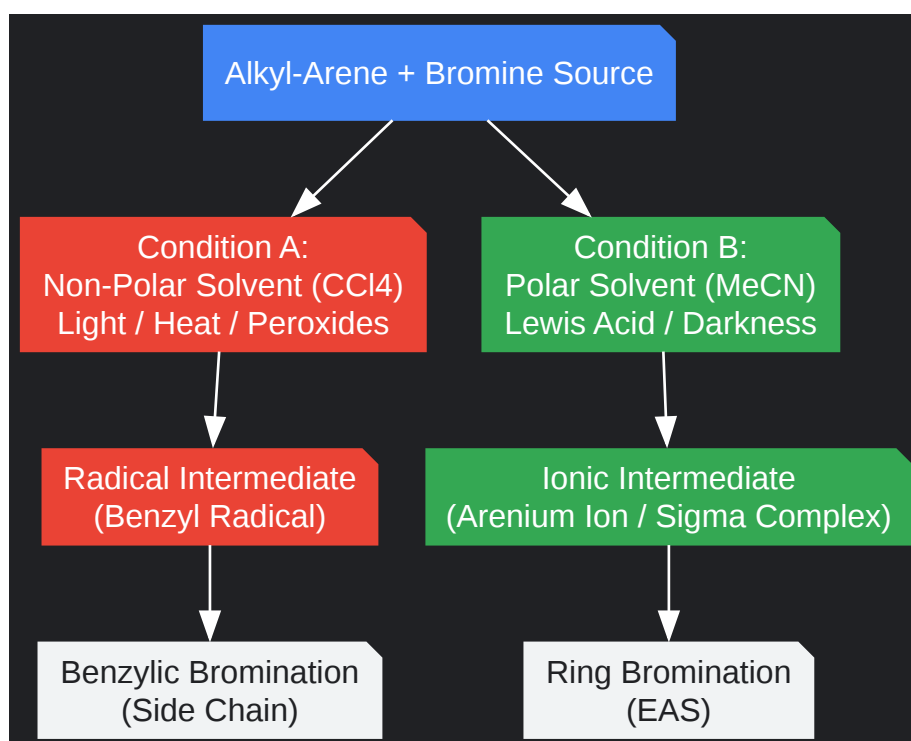 Alkyl-Arene + Bromine Source
Condition A:
Non-Polar Solvent (CCl4)
Light / Heat / Peroxides
Condition B:
Polar Solvent (MeCN)
Lewis Acid / Darkness
Radical Intermediate
(Benzyl Radical)
Ionic Intermediate
(Arenium Ion / Sigma Complex)
Benzylic Bromination
(Side Chain)
Ring Bromination
(EAS)